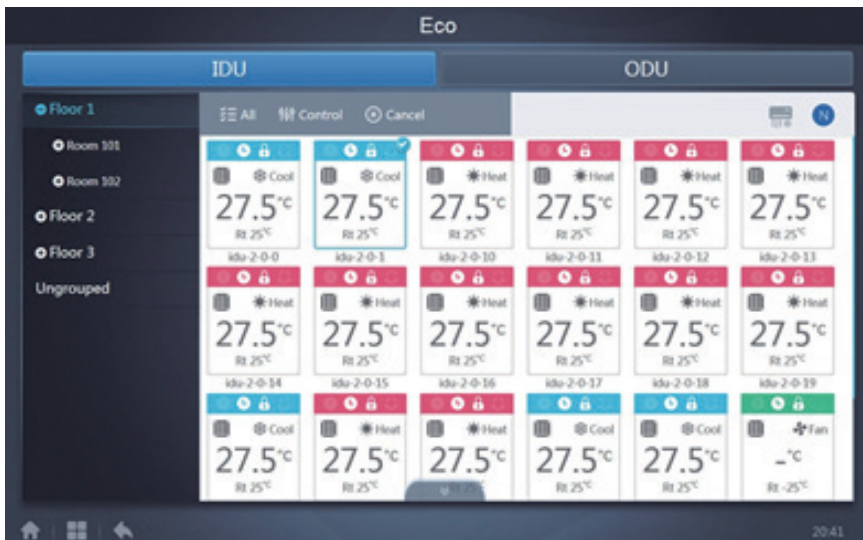 Eco
IDU ODU
Floor 1
Room 101
Room 102
Floor 2
Floor 3
Ungrouped
All Control Cancel N
Cool Cool Heat Heat Heat Heat
27.5°C 27.5°C 27.5°C 27.5°C 27.5°C 27.5°C
Rt 25°C Rt 25°C Rt 25°C Rt 25°C Rt 25°C Rt 25°C
idu-2-0-0 idu-2-0-1 idu-2-0-10 idu-2-0-11 idu-2-0-12 idu-2-0-13
Heat Heat Heat Heat Heat Heat
27.5°C 27.5°C 27.5°C 27.5°C 27.5°C 27.5°C
Rt 25°C Rt 25°C Rt 25°C Rt 25°C Rt 25°C Rt 25°C
idu-2-0-14 idu-2-0-15 idu-2-0-16 idu-2-0-17 idu-2-0-18 idu-2-0-19
Cool Heat Heat Cool Cool Fan
27.5°C 27.5°C 27.5°C 27.5°C 27.5°C _°C
Rt 25°C Rt 25°C Rt 25°C Rt 25°C Rt -25°C
20:41